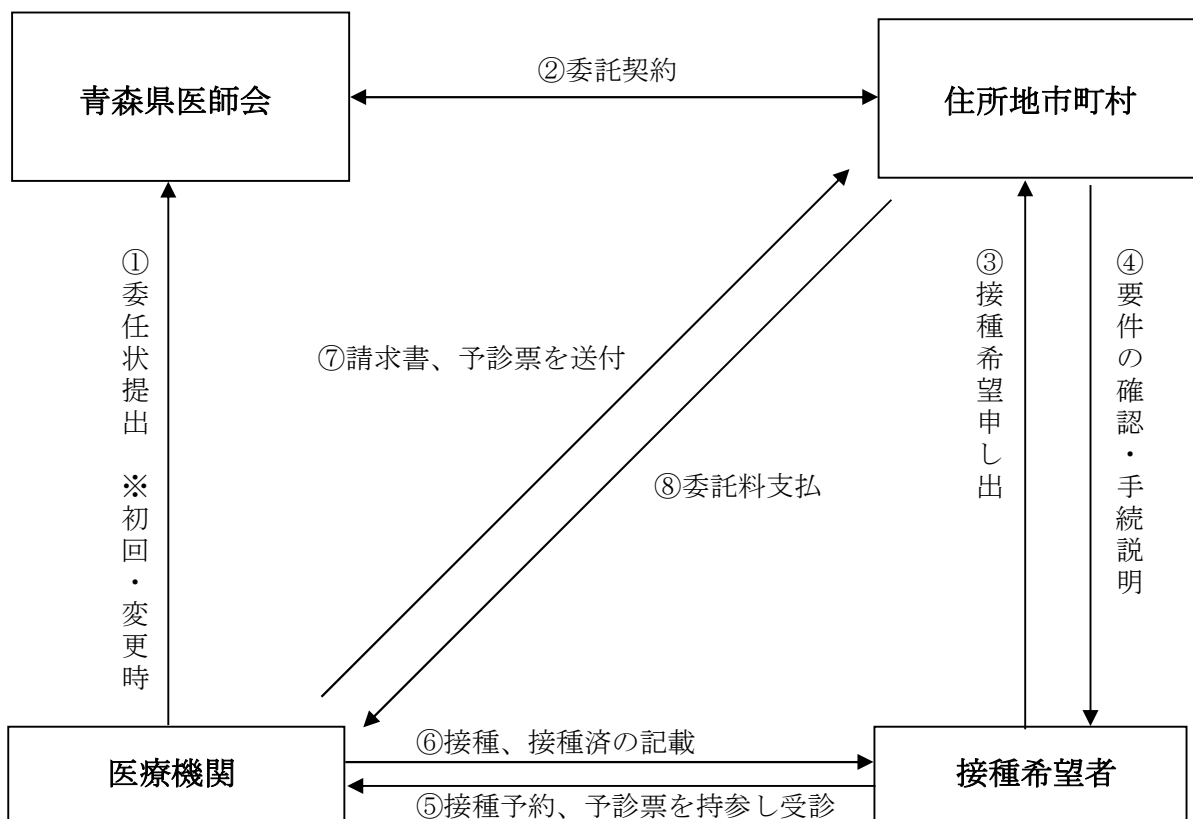 ②委託契約
青森県医師会
住所地市町村
①委任状提出　※初回・変更時
③接種希望申し出
④要件の確認・手続説明
⑦請求書、予診票を送付
⑧委託料支払
⑥接種、接種済の記載
医療機関
接種希望者
⑤接種予約、予診票を持参し受診